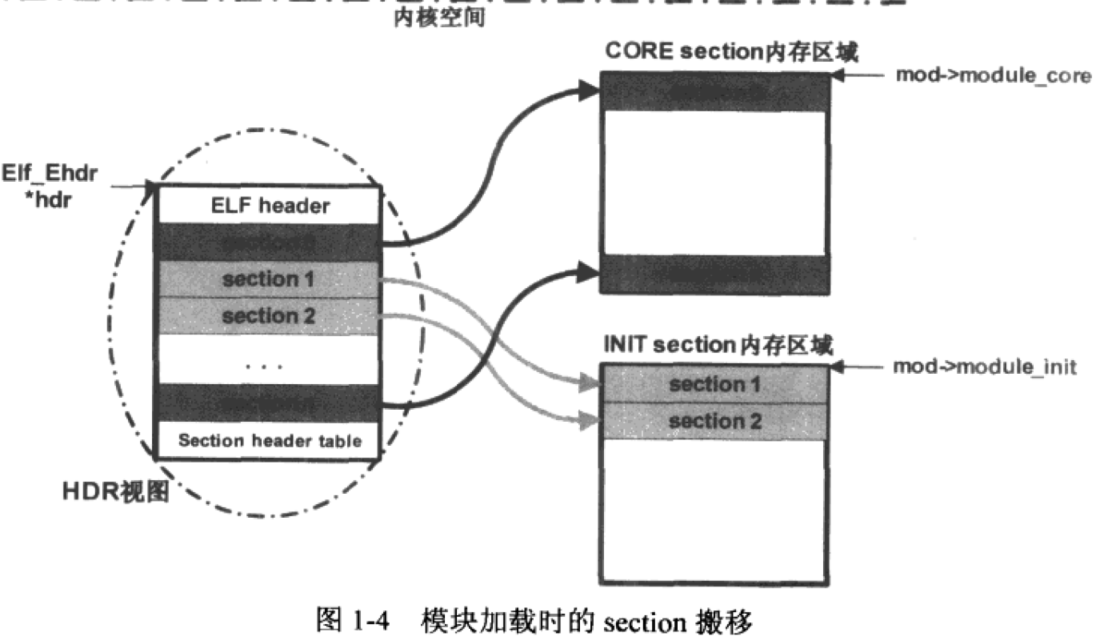 内核空间
CORE section内存区域
mod->module_core
Elf_Ehdr
*hdr
ELF header
section 0
section 1
section 2
. . .
Section header table
HDR视图
INIT section内存区域
mod->module_init
section 1
section 2
图 1-4 模块加载时的 section 搬移